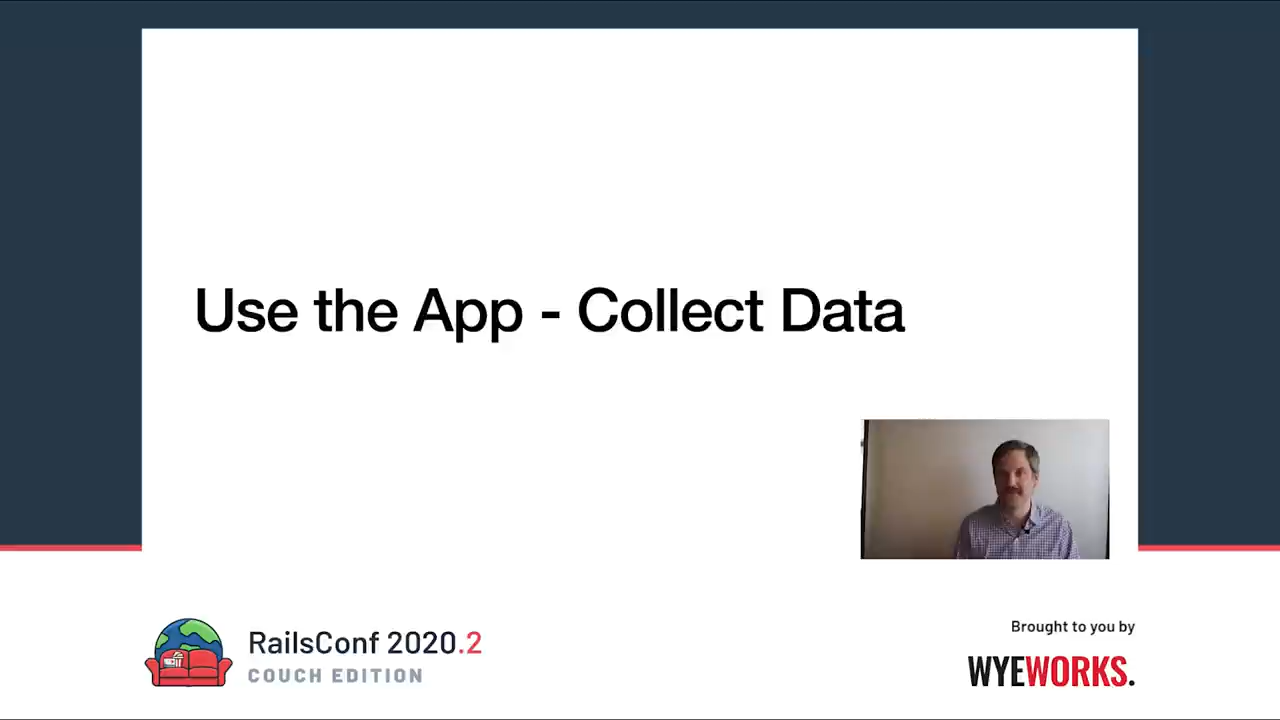 Use the App - Collect Data
RailsConf 2020.2
COUCH EDITION
Brought to you by
WYEWORKS.